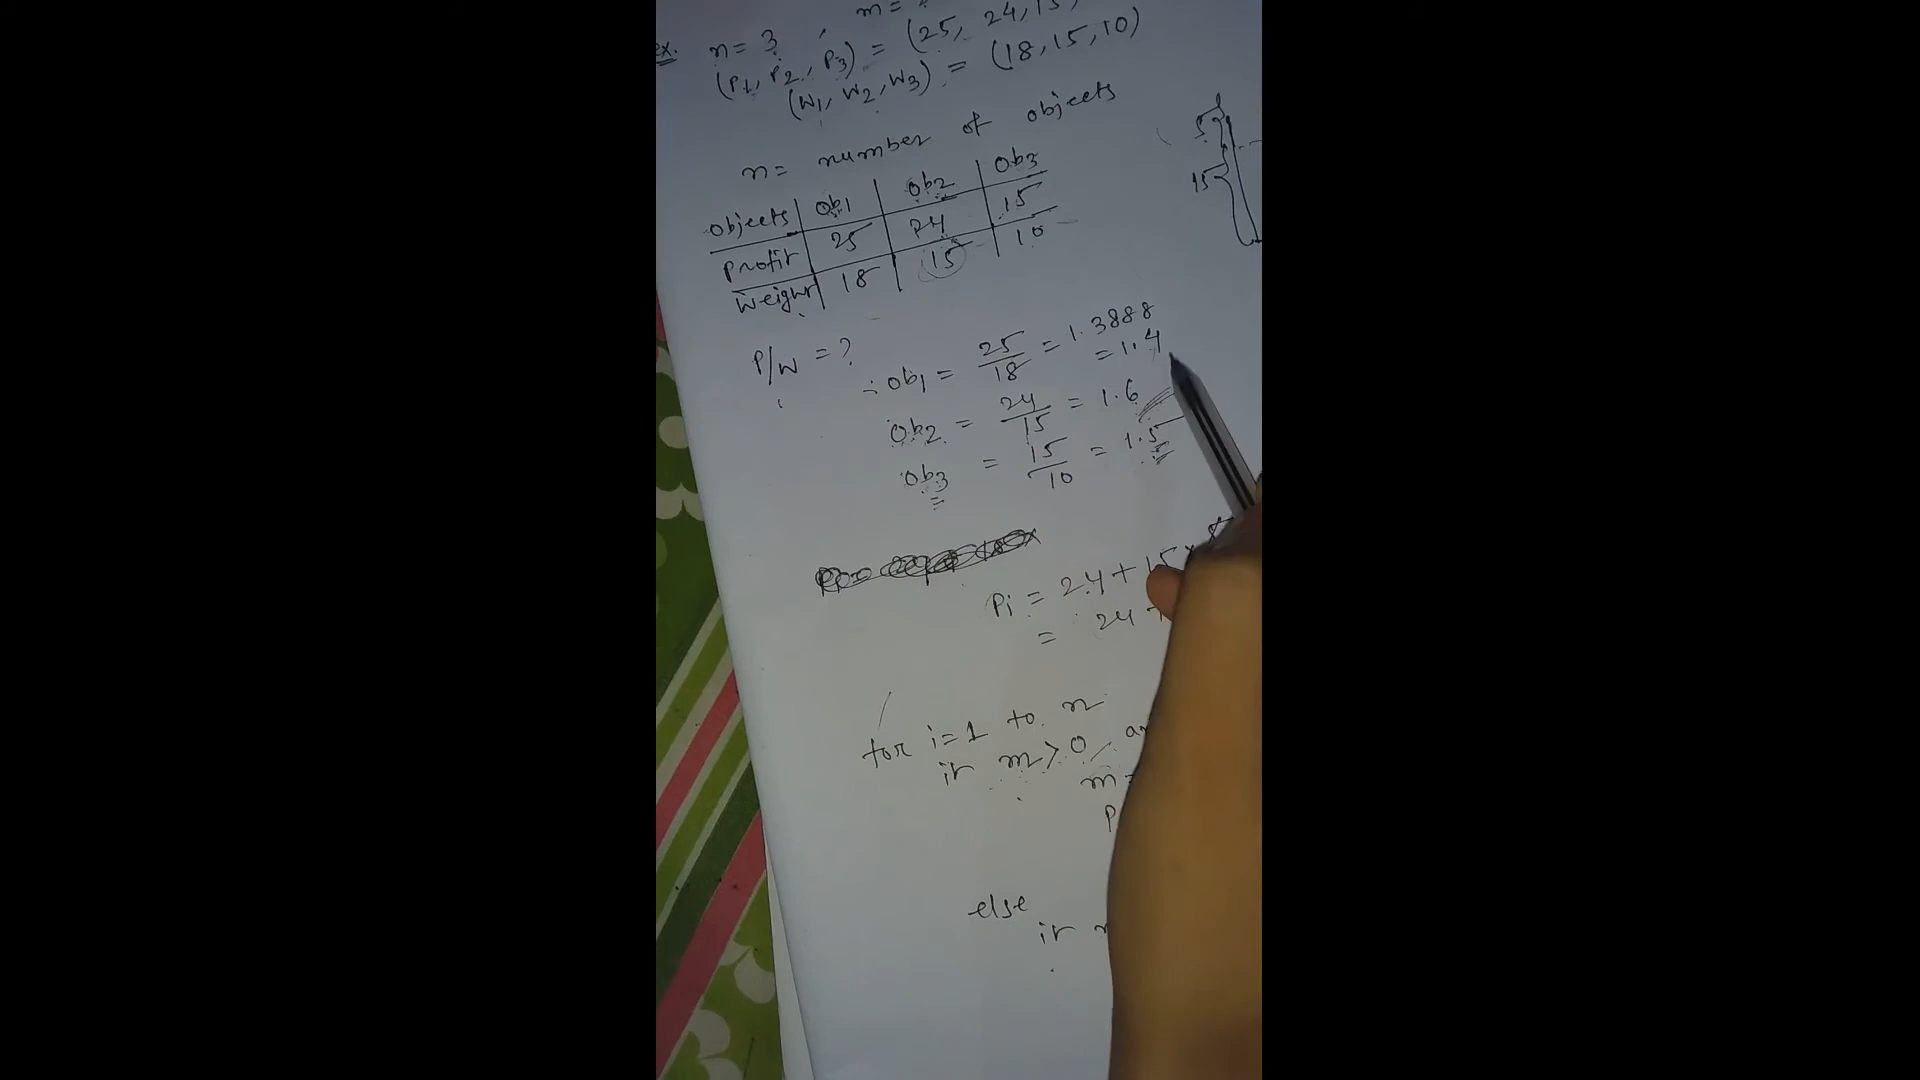 ex. n = 3, m =
(P1, P2, P3) = (25, 24, 15,
(W1, W2, W3) = (18, 15, 10)
n = number of objects
objects | Ob1 | Ob2 | Ob3
Profit | 25 | 24 | 15
Weight | 18 | 15 | 10
5
15
P/W = ?
∴ Ob1 = 25/18 = 1.3888
= 1.4
Ob2 = 24/15 = 1.6
Ob3 = 15/10 = 1.5
Pi = 24 + 15 ×
= 24 +
for i = 1 to n
if m > 0
m =
P
else
if